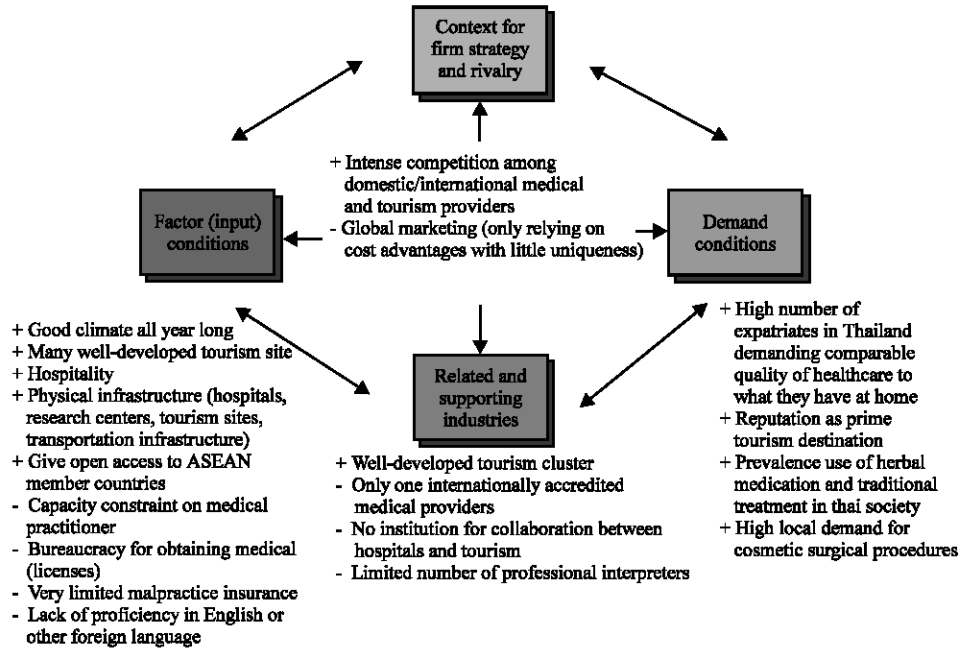 Context for
firm strategy
and rivalry
+ Intense competition among
domestic/international medical
and tourism providers
- Global marketing (only relying on
cost advantages with little uniqueness)
Factor (input)
conditions
Demand
conditions
+ Good climate all year long
+ Many well-developed tourism site
+ Hospitality
+ Physical infrastructure (hospitals,
research centers, tourism sites,
transportation infrastructure)
+ Give open access to ASEAN
member countries
- Capacity constraint on medical
practitioner
- Bureaucracy for obtaining medical
(licenses)
- Very limited malpractice insurance
- Lack of proficiency in English or
other foreign language
Related and
supporting
industries
+ Well-developed tourism cluster
- Only one internationally accredited
medical providers
- No institution for collaboration between
hospitals and tourism
- Limited number of professional interpreters
+ High number of
expatriates in Thailand
demanding comparable
quality of healthcare to
what they have at home
+ Reputation as prime
tourism destination
+ Prevalence use of herbal
medication and traditional
treatment in thai society
+ High local demand for
cosmetic surgical procedures